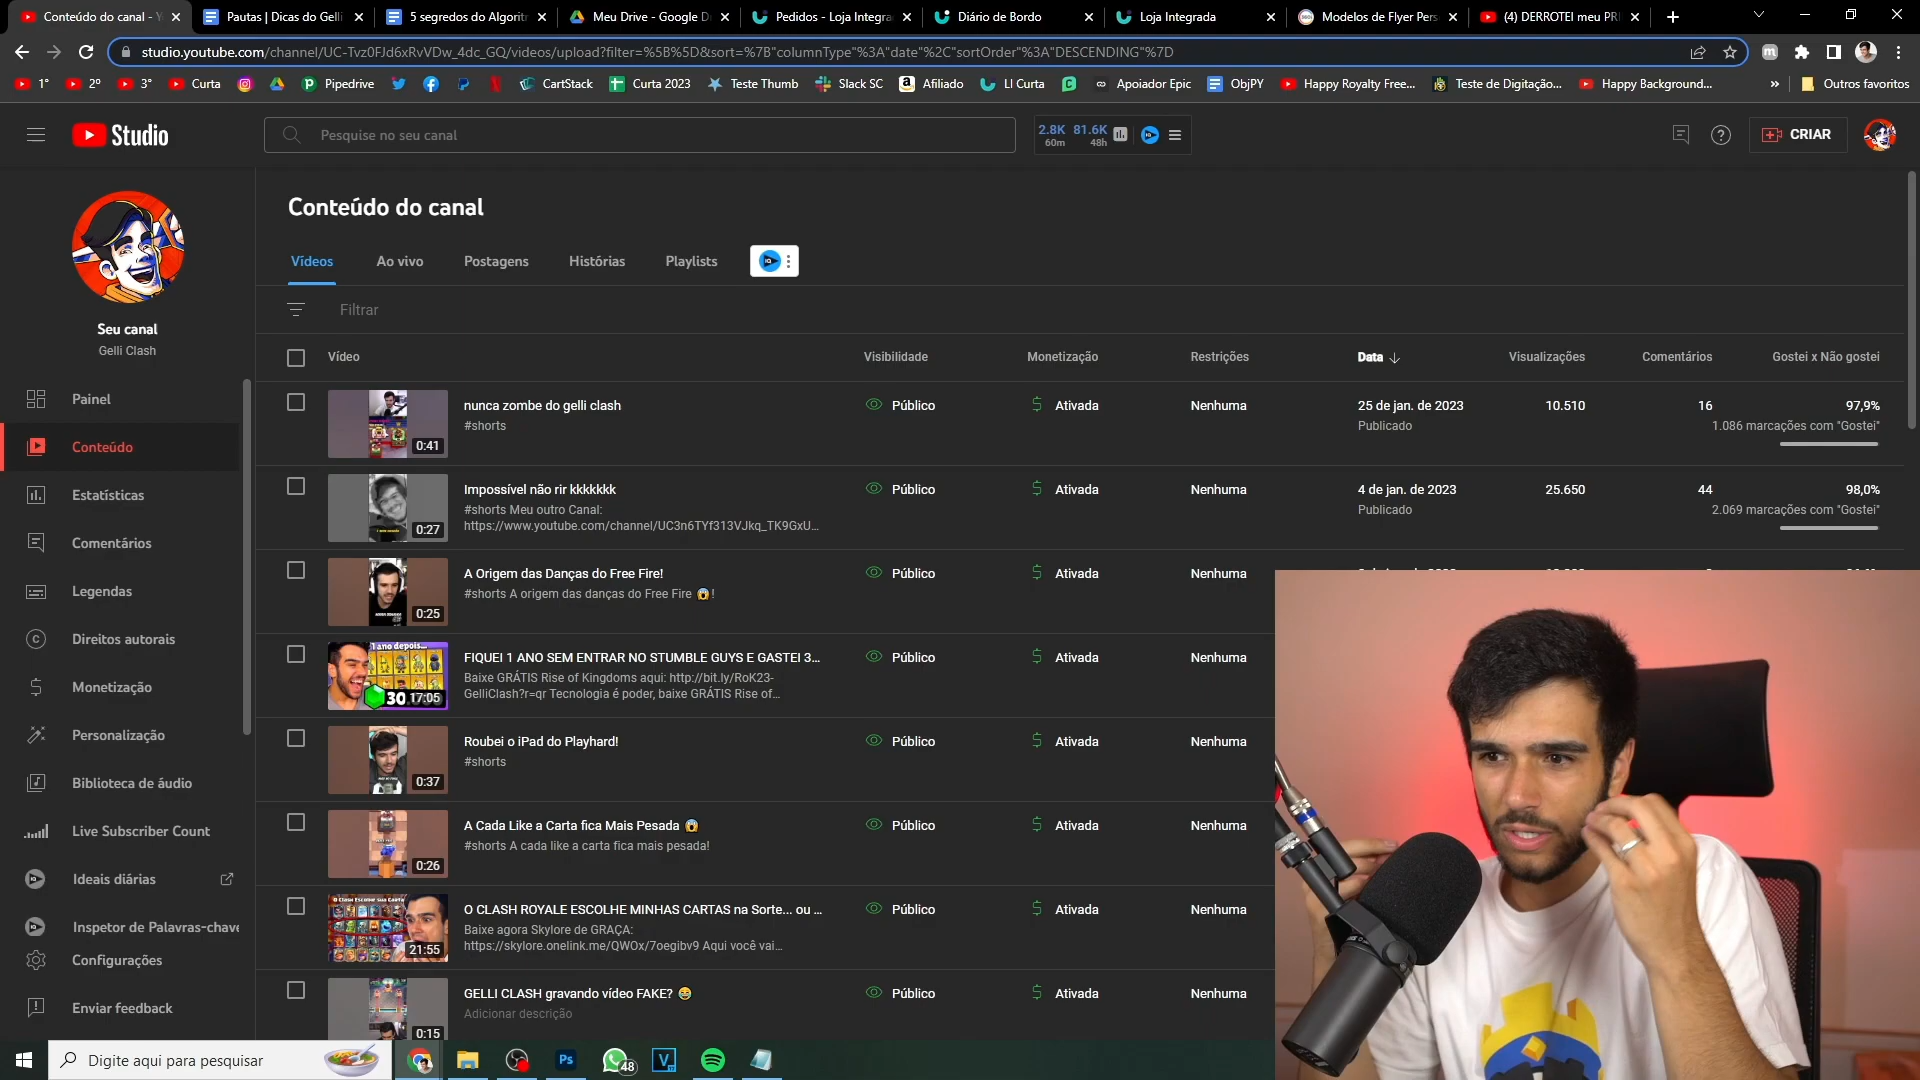 Conteúdo do canal - Y
Pautas | Dicas do Gelli
5 segredos do Algoritm
Meu Drive - Google D
Pedidos - Loja Integra
Diário de Bordo
Loja Integrada
Modelos de Flyer Pers
(4) DERROTEI meu PRI
studio.youtube.com/channel/UC-Tvz0FJd6xRvVDw_4dc_GQ/videos/upload?filter=%5B%5D&sort=%7B"columnType"%3A"date"%2C"sortOrder"%3A"DESCENDING"%7D
1° 2° 3° Curta Pipedrive CartStack Curta 2023 Teste Thumb Slack SC Afiliado LI Curta Apoiador Epic ObjPY Happy Royalty Free... Teste de Digitação... Happy Background... » Outros favoritos
Studio
Pesquise no seu canal
2.8K 81.6K
60m 48h
CRIAR
Seu canal
Gelli Clash
Painel
Conteúdo
Estatísticas
Comentários
Legendas
Direitos autorais
Monetização
Personalização
Biblioteca de áudio
Live Subscriber Count
Ideais diárias
Inspetor de Palavras-chave
Configurações
Enviar feedback
Conteúdo do canal
Vídeos Ao vivo Postagens Histórias Playlists
Filtrar
Vídeo Visibilidade Monetização Restrições Data Visualizações Comentários Gostei x Não gostei
nunca zombe do gelli clash Público Ativada Nenhuma 25 de jan. de 2023 10.510 16 97,9%
#shorts Publicado 1.086 marcações com "Gostei"
0:41
Impossível não rir kkkkkkk Público Ativada Nenhuma 4 de jan. de 2023 25.650 44 98,0%
#shorts Meu outro Canal: Publicado 2.069 marcações com "Gostei"
https://www.youtube.com/channel/UC3n6TYf313VJkq_TK9GxU...
0:27
A Origem das Danças do Free Fire! Público Ativada Nenhuma
#shorts A origem das danças do Free Fire 😱!
0:25
1 ano depois...
30 17:05
FIQUEI 1 ANO SEM ENTRAR NO STUMBLE GUYS E GASTEI 3... Público Ativada Nenhuma
Baixe GRÁTIS Rise of Kingdoms aqui: http://bit.ly/RoK23-
GelliClash?r=qr Tecnologia é poder, baixe GRÁTIS Rise of...
Roubei o iPad do Playhard! Público Ativada Nenhuma
#shorts
0:37
A Cada Like a Carta fica Mais Pesada 😱 Público Ativada Nenhuma
#shorts A cada like a carta fica mais pesada!
0:26
O Clash Escolhe sua Carta
21:55
O CLASH ROYALE ESCOLHE MINHAS CARTAS na Sorte... ou ... Público Ativada Nenhuma
Baixe agora Skylore de GRAÇA:
https://skylore.onelink.me/QWOx/7oegibv9 Aqui você vai...
GELLI CLASH gravando vídeo FAKE? 😂 Público Ativada Nenhuma
Adicionar descrição
0:15
Digite aqui para pesquisar
Ps
48
V